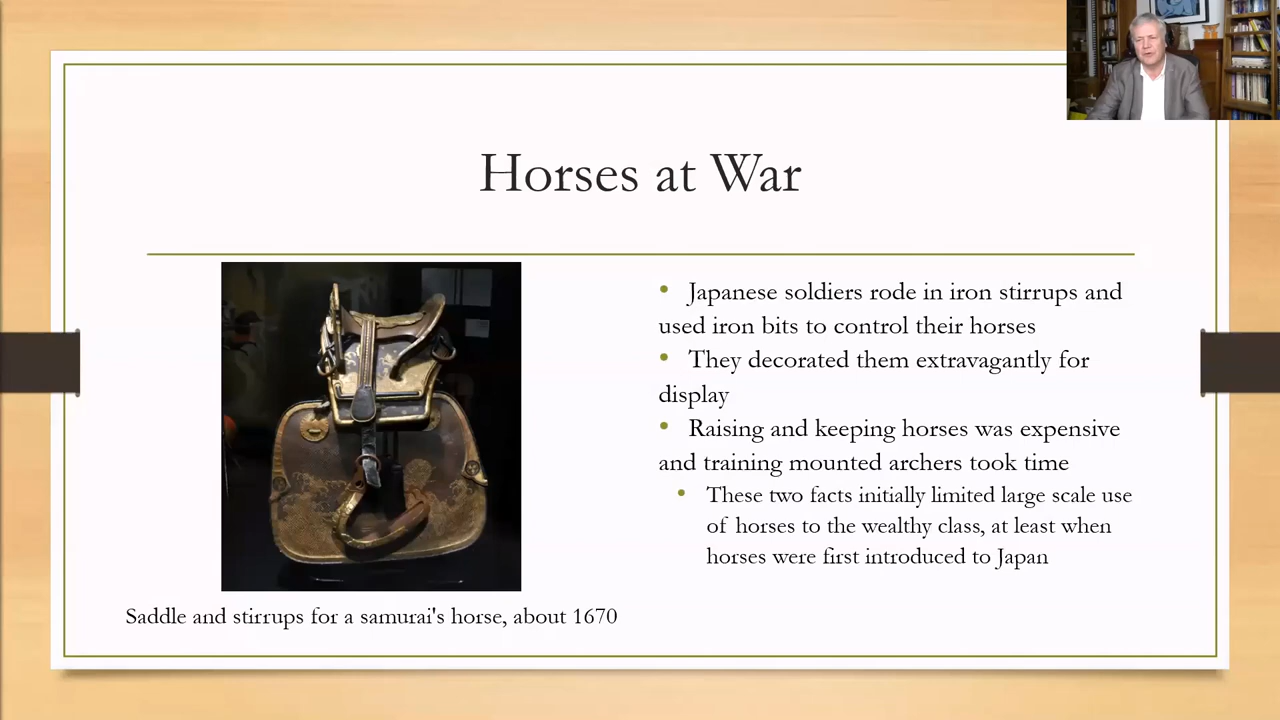 Horses at War
• Japanese soldiers rode in iron stirrups and
used iron bits to control their horses
• They decorated them extravagantly for
display
• Raising and keeping horses was expensive
and training mounted archers took time
• These two facts initially limited large scale use
of horses to the wealthy class, at least when
horses were first introduced to Japan
Saddle and stirrups for a samurai's horse, about 1670